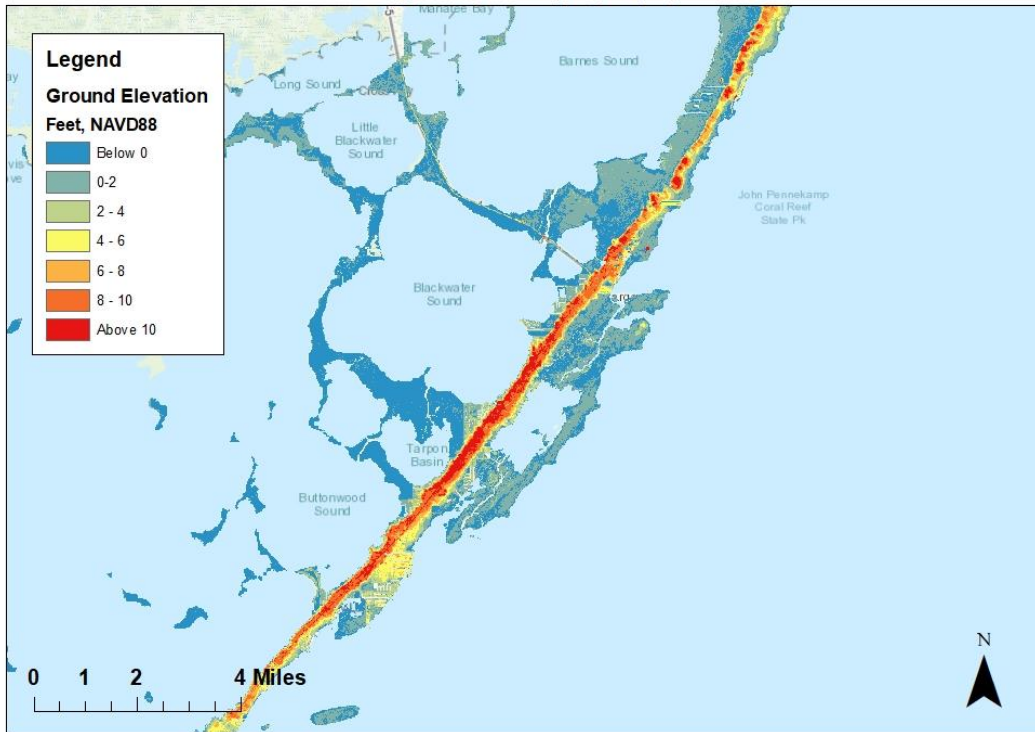 Manatee Bay
5
Barnes Sound
Legend
Ground Elevation
Feet, NAVD88
Below 0
0-2
2 - 4
4 - 6
6 - 8
8 - 10
Above 10
Long Sound
Little
Blackwater
Sound
John Pennekamp
Coral Reef
State Pk
Blackwater
Sound
Tarpon
Basin
Buttonwood
Sound
0 1 2 4 Miles
N